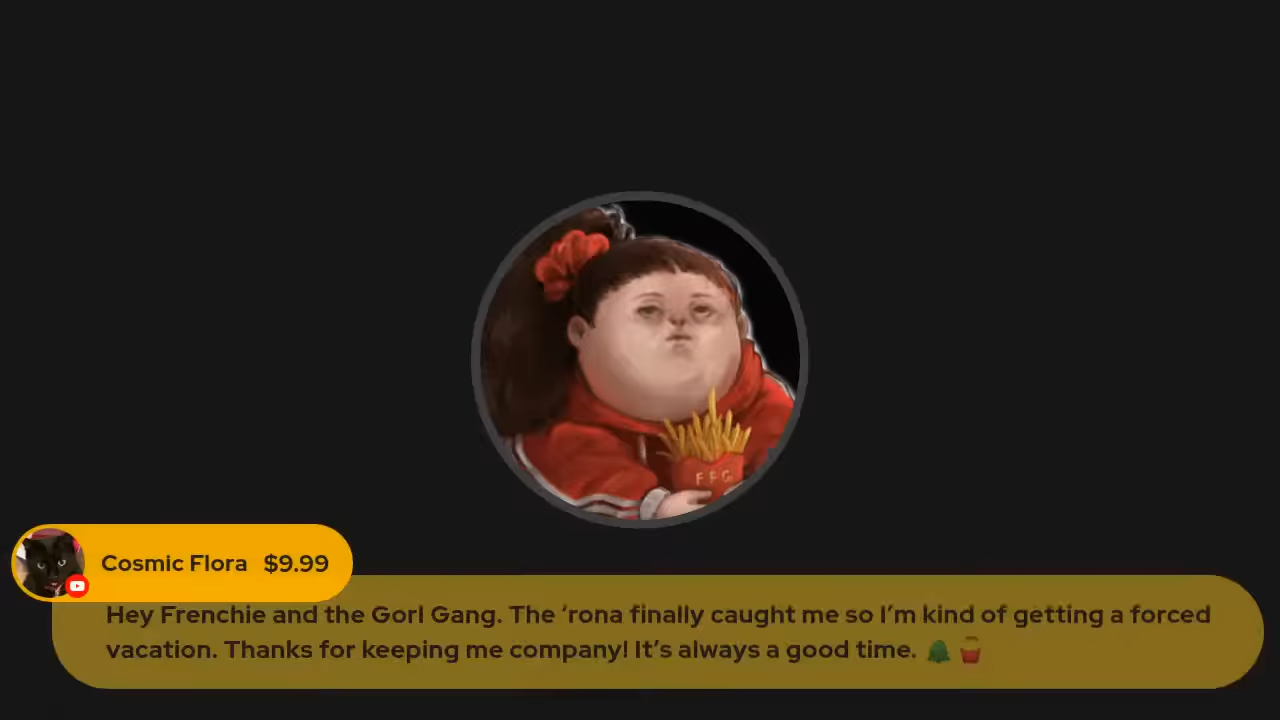 FFG
Cosmic Flora $9.99
Hey Frenchie and the Gorl Gang. The ‘rona finally caught me so I’m kind of getting a forced
vacation. Thanks for keeping me company! It’s always a good time.